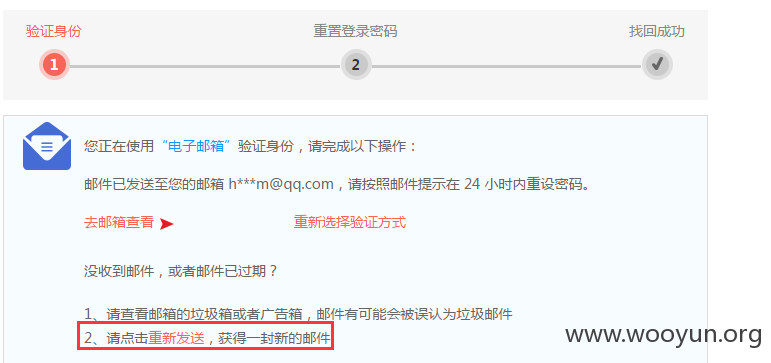 验证身份 重置登录密码 找回成功
1 2
您正在使用“电子邮箱”验证身份，请完成以下操作：
邮件已发送至您的邮箱 h***m@qq.com，请按照邮件提示在 24 小时内重设密码。
去邮箱查看 重新选择验证方式
没收到邮件，或者邮件已过期？
1、请查看邮箱的垃圾箱或者广告箱，邮件有可能会被误认为垃圾邮件
2、请点击重新发送，获得一封新的邮件
www.wooyun.org